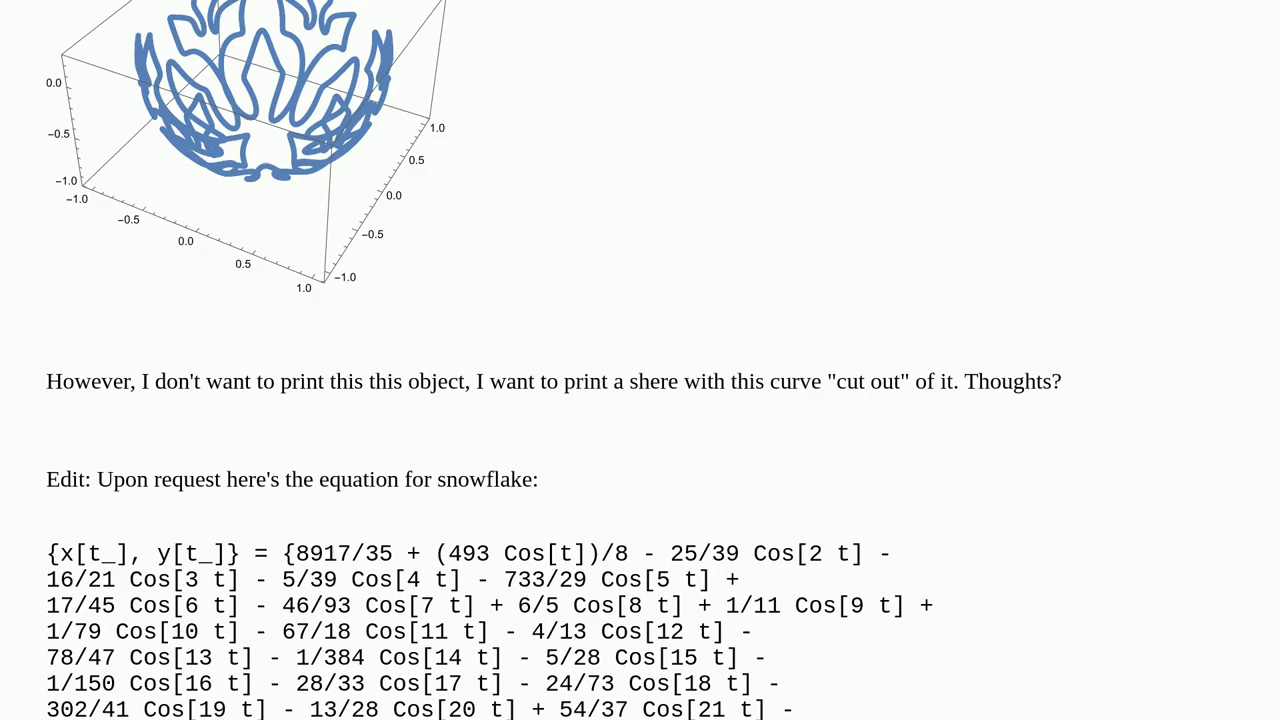 0.0
−0.5
−1.0
−1.0
−0.5
0.0
0.5
1.0
1.0
0.5
0.0
−0.5
−1.0
However, I don't want to print this this object, I want to print a shere with this curve "cut out" of it. Thoughts?
Edit: Upon request here's the equation for snowflake:
{x[t_], y[t_]} = {8917/35 + (493 Cos[t])/8 - 25/39 Cos[2 t] -
16/21 Cos[3 t] - 5/39 Cos[4 t] - 733/29 Cos[5 t] +
17/45 Cos[6 t] - 46/93 Cos[7 t] + 6/5 Cos[8 t] + 1/11 Cos[9 t] +
1/79 Cos[10 t] - 67/18 Cos[11 t] - 4/13 Cos[12 t] -
78/47 Cos[13 t] - 1/384 Cos[14 t] - 5/28 Cos[15 t] -
1/150 Cos[16 t] - 28/33 Cos[17 t] - 24/73 Cos[18 t] -
302/41 Cos[19 t] - 13/28 Cos[20 t] + 54/37 Cos[21 t] -